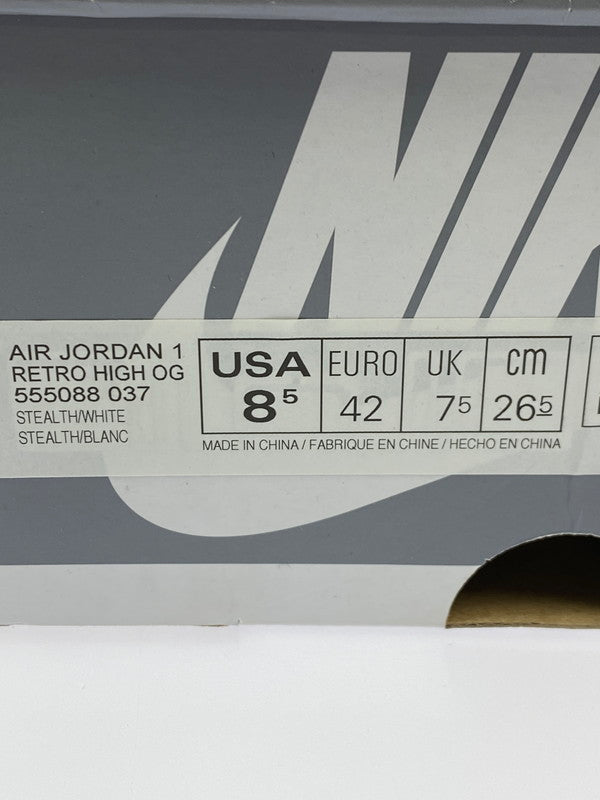 NIK
AIR JORDAN 1
RETRO HIGH OG
555088 037
STEALTH/WHITE
STEALTH/BLANC
USA EURO UK cm
8⁵ 42 7⁵ 26⁵
MADE IN CHINA / FABRIQUE EN CHINE / HECHO EN CHINA